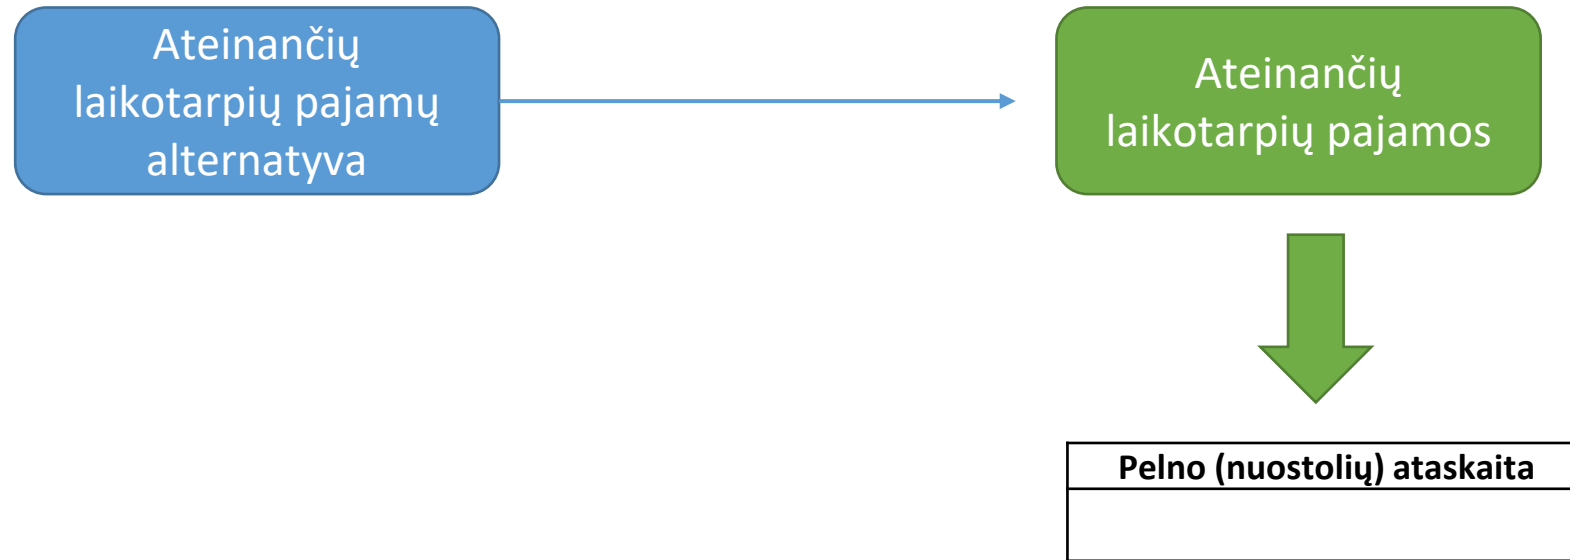 Ateinančių
laikotarpių pajamų
alternatyva
Ateinančių
laikotarpių pajamos
Pelno (nuostolių) ataskaita